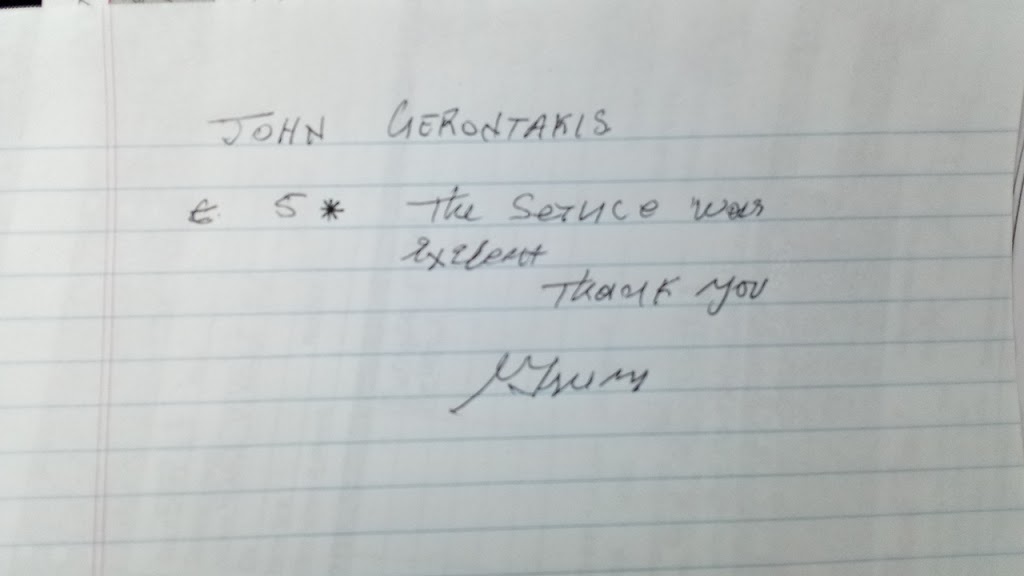 JOHN GERONTAKIS
€ 5 * The Service was
Exelent
Thank you